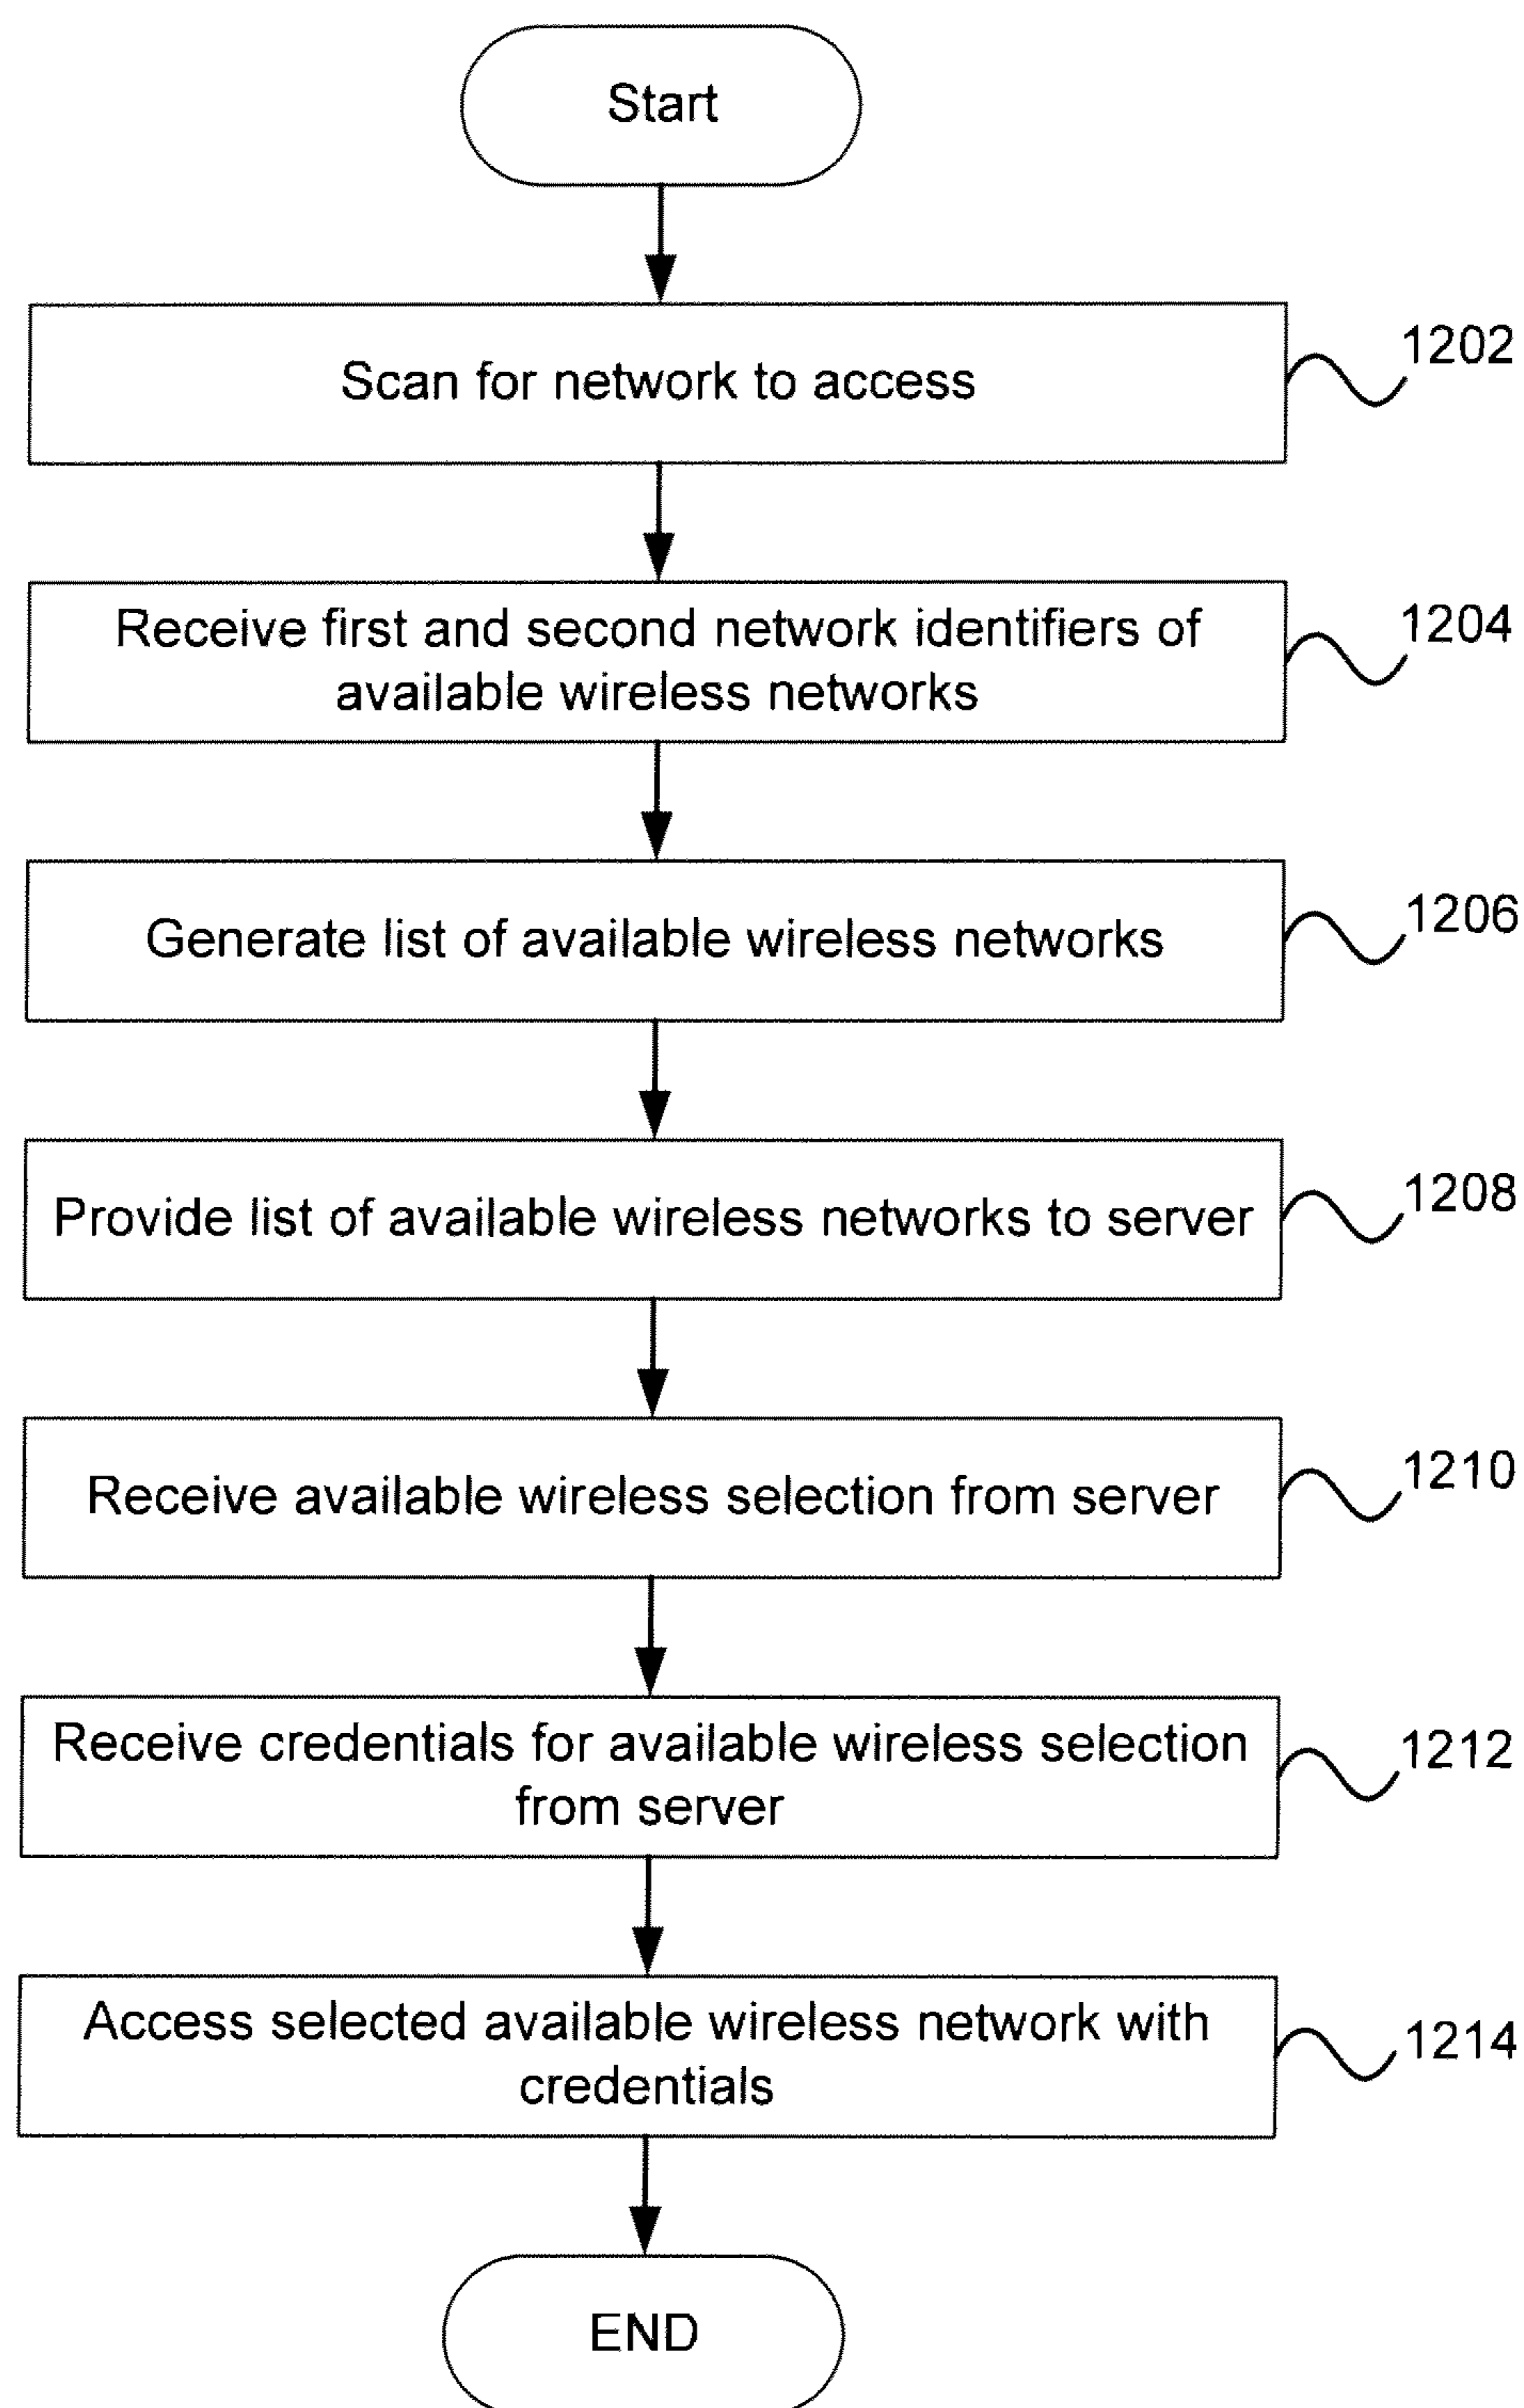 Start
Scan for network to access
1202
Receive first and second network identifiers of
available wireless networks
1204
Generate list of available wireless networks
1206
Provide list of available wireless networks to server
1208
Receive available wireless selection from server
1210
Receive credentials for available wireless selection
from server
1212
Access selected available wireless network with
credentials
1214
END